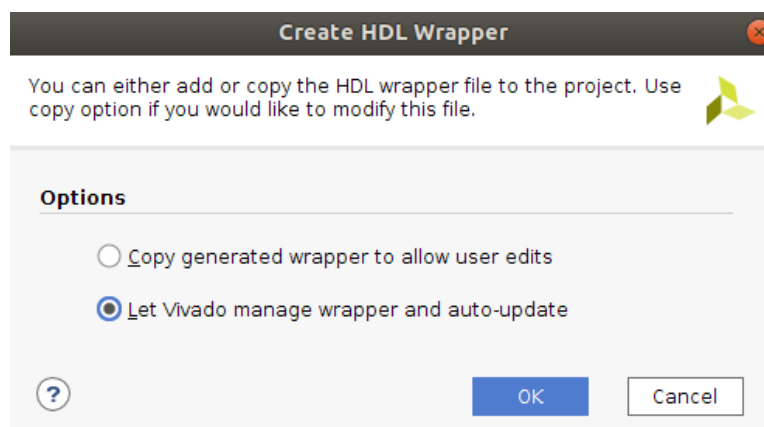 Create HDL Wrapper
You can either add or copy the HDL wrapper file to the project. Use
copy option if you would like to modify this file.
Options
Copy generated wrapper to allow user edits
Let Vivado manage wrapper and auto-update
?
OK
Cancel